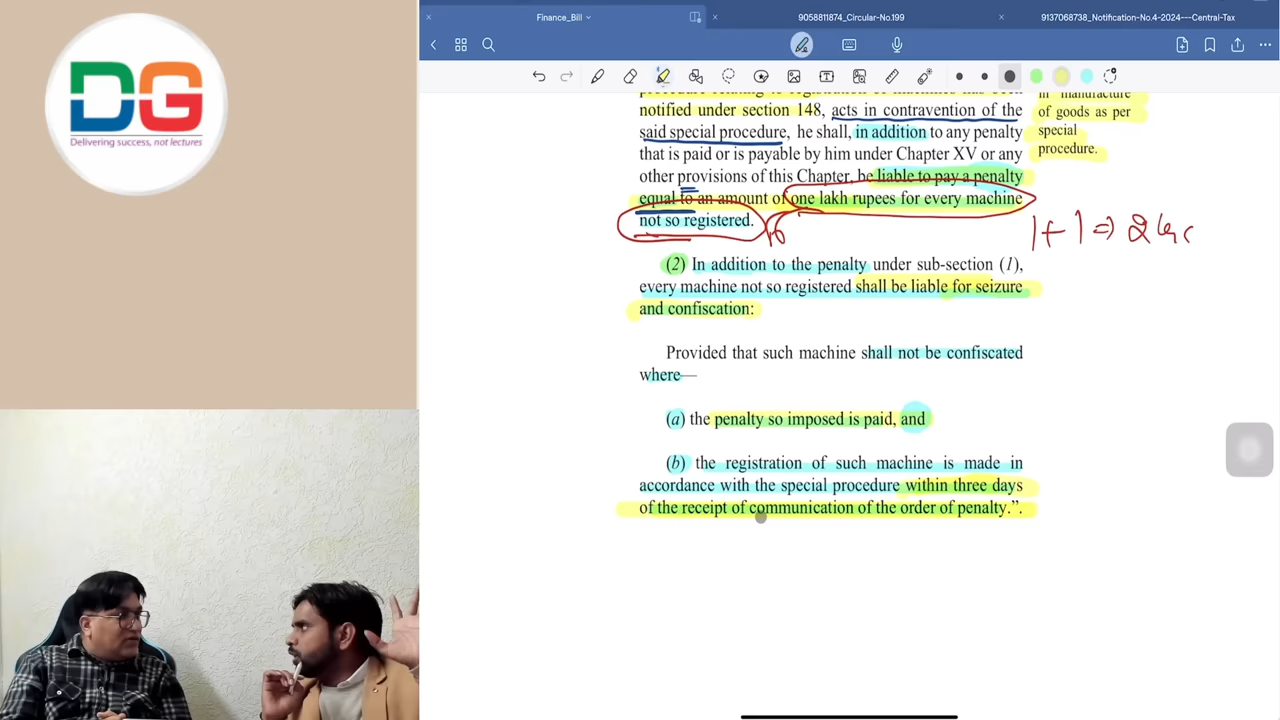 DG
Delivering success, not lectures
Finance_Bill
9058811874_Circular-No.199
9137068738_Notification-No.4-2024---Central-Tax
notified under section 148, acts in contravention of the
said special procedure, he shall, in addition to any penalty
that is paid or is payable by him under Chapter XV or any
other provisions of this Chapter, be liable to pay a penalty
equal to an amount of one lakh rupees for every machine
not so registered.
in manufacture
of goods as per
special
procedure.
1+1⇒2
(2) In addition to the penalty under sub-section (1),
every machine not so registered shall be liable for seizure
and confiscation:
Provided that such machine shall not be confiscated
where—
(a) the penalty so imposed is paid, and
(b) the registration of such machine is made in
accordance with the special procedure within three days
of the receipt of communication of the order of penalty.”.